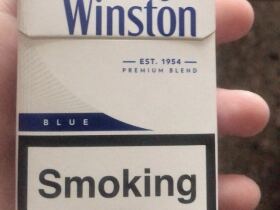 Winston
— EST. 1954 —
PREMIUM BLEND
BLUE
Smoking